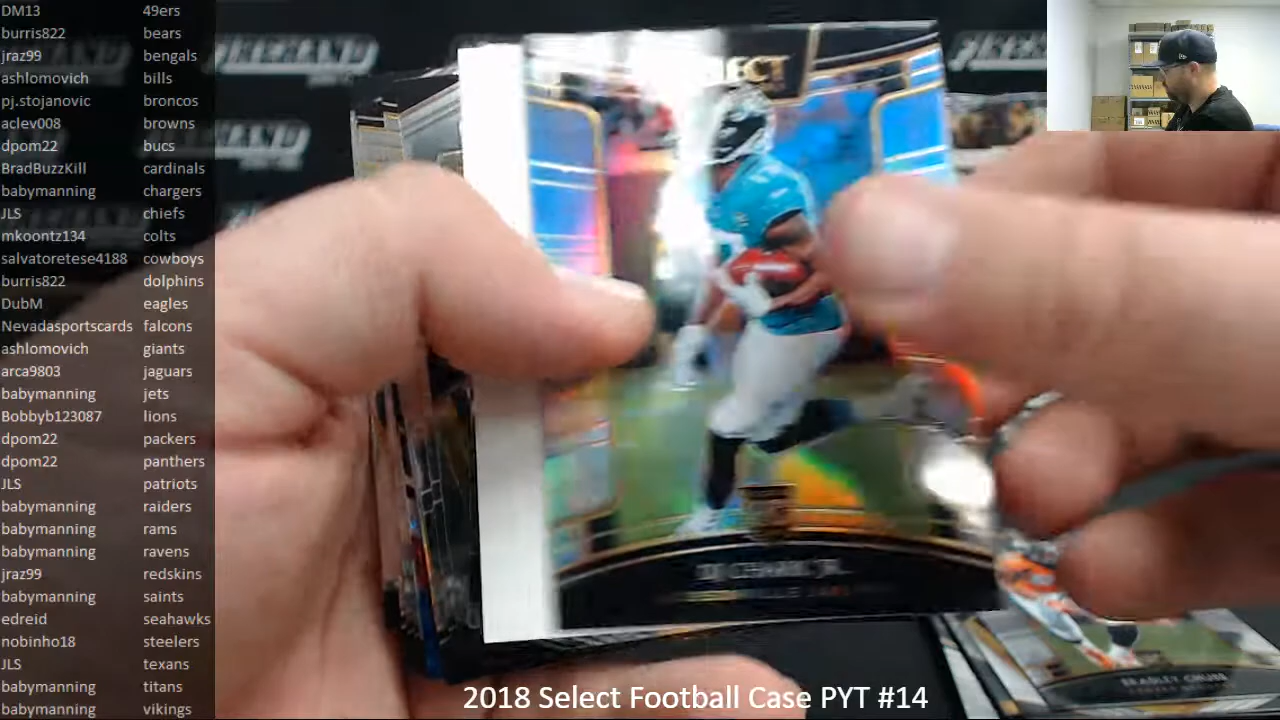 DM13 49ers
burris822 bears
jraz99 bengals
ashlomovich bills
pj.stojanovic broncos
aclev008 browns
dpom22 bucs
BradBuzzKill cardinals
babymanning chargers
JLS chiefs
mkoontz134 colts
salvatoretese4188 cowboys
burris822 dolphins
DubM eagles
Nevadasportscards falcons
ashlomovich giants
arca9803 jaguars
babymanning jets
Bobbyb123087 lions
dpom22 packers
dpom22 panthers
JLS patriots
babymanning raiders
babymanning rams
babymanning ravens
jraz99 redskins
babymanning saints
edreid seahawks
nobinho18 steelers
JLS texans
babymanning titans
babymanning vikings
DJ CHARK JR.
BRADLEY CHUBB
2018 Select Football Case PYT #14